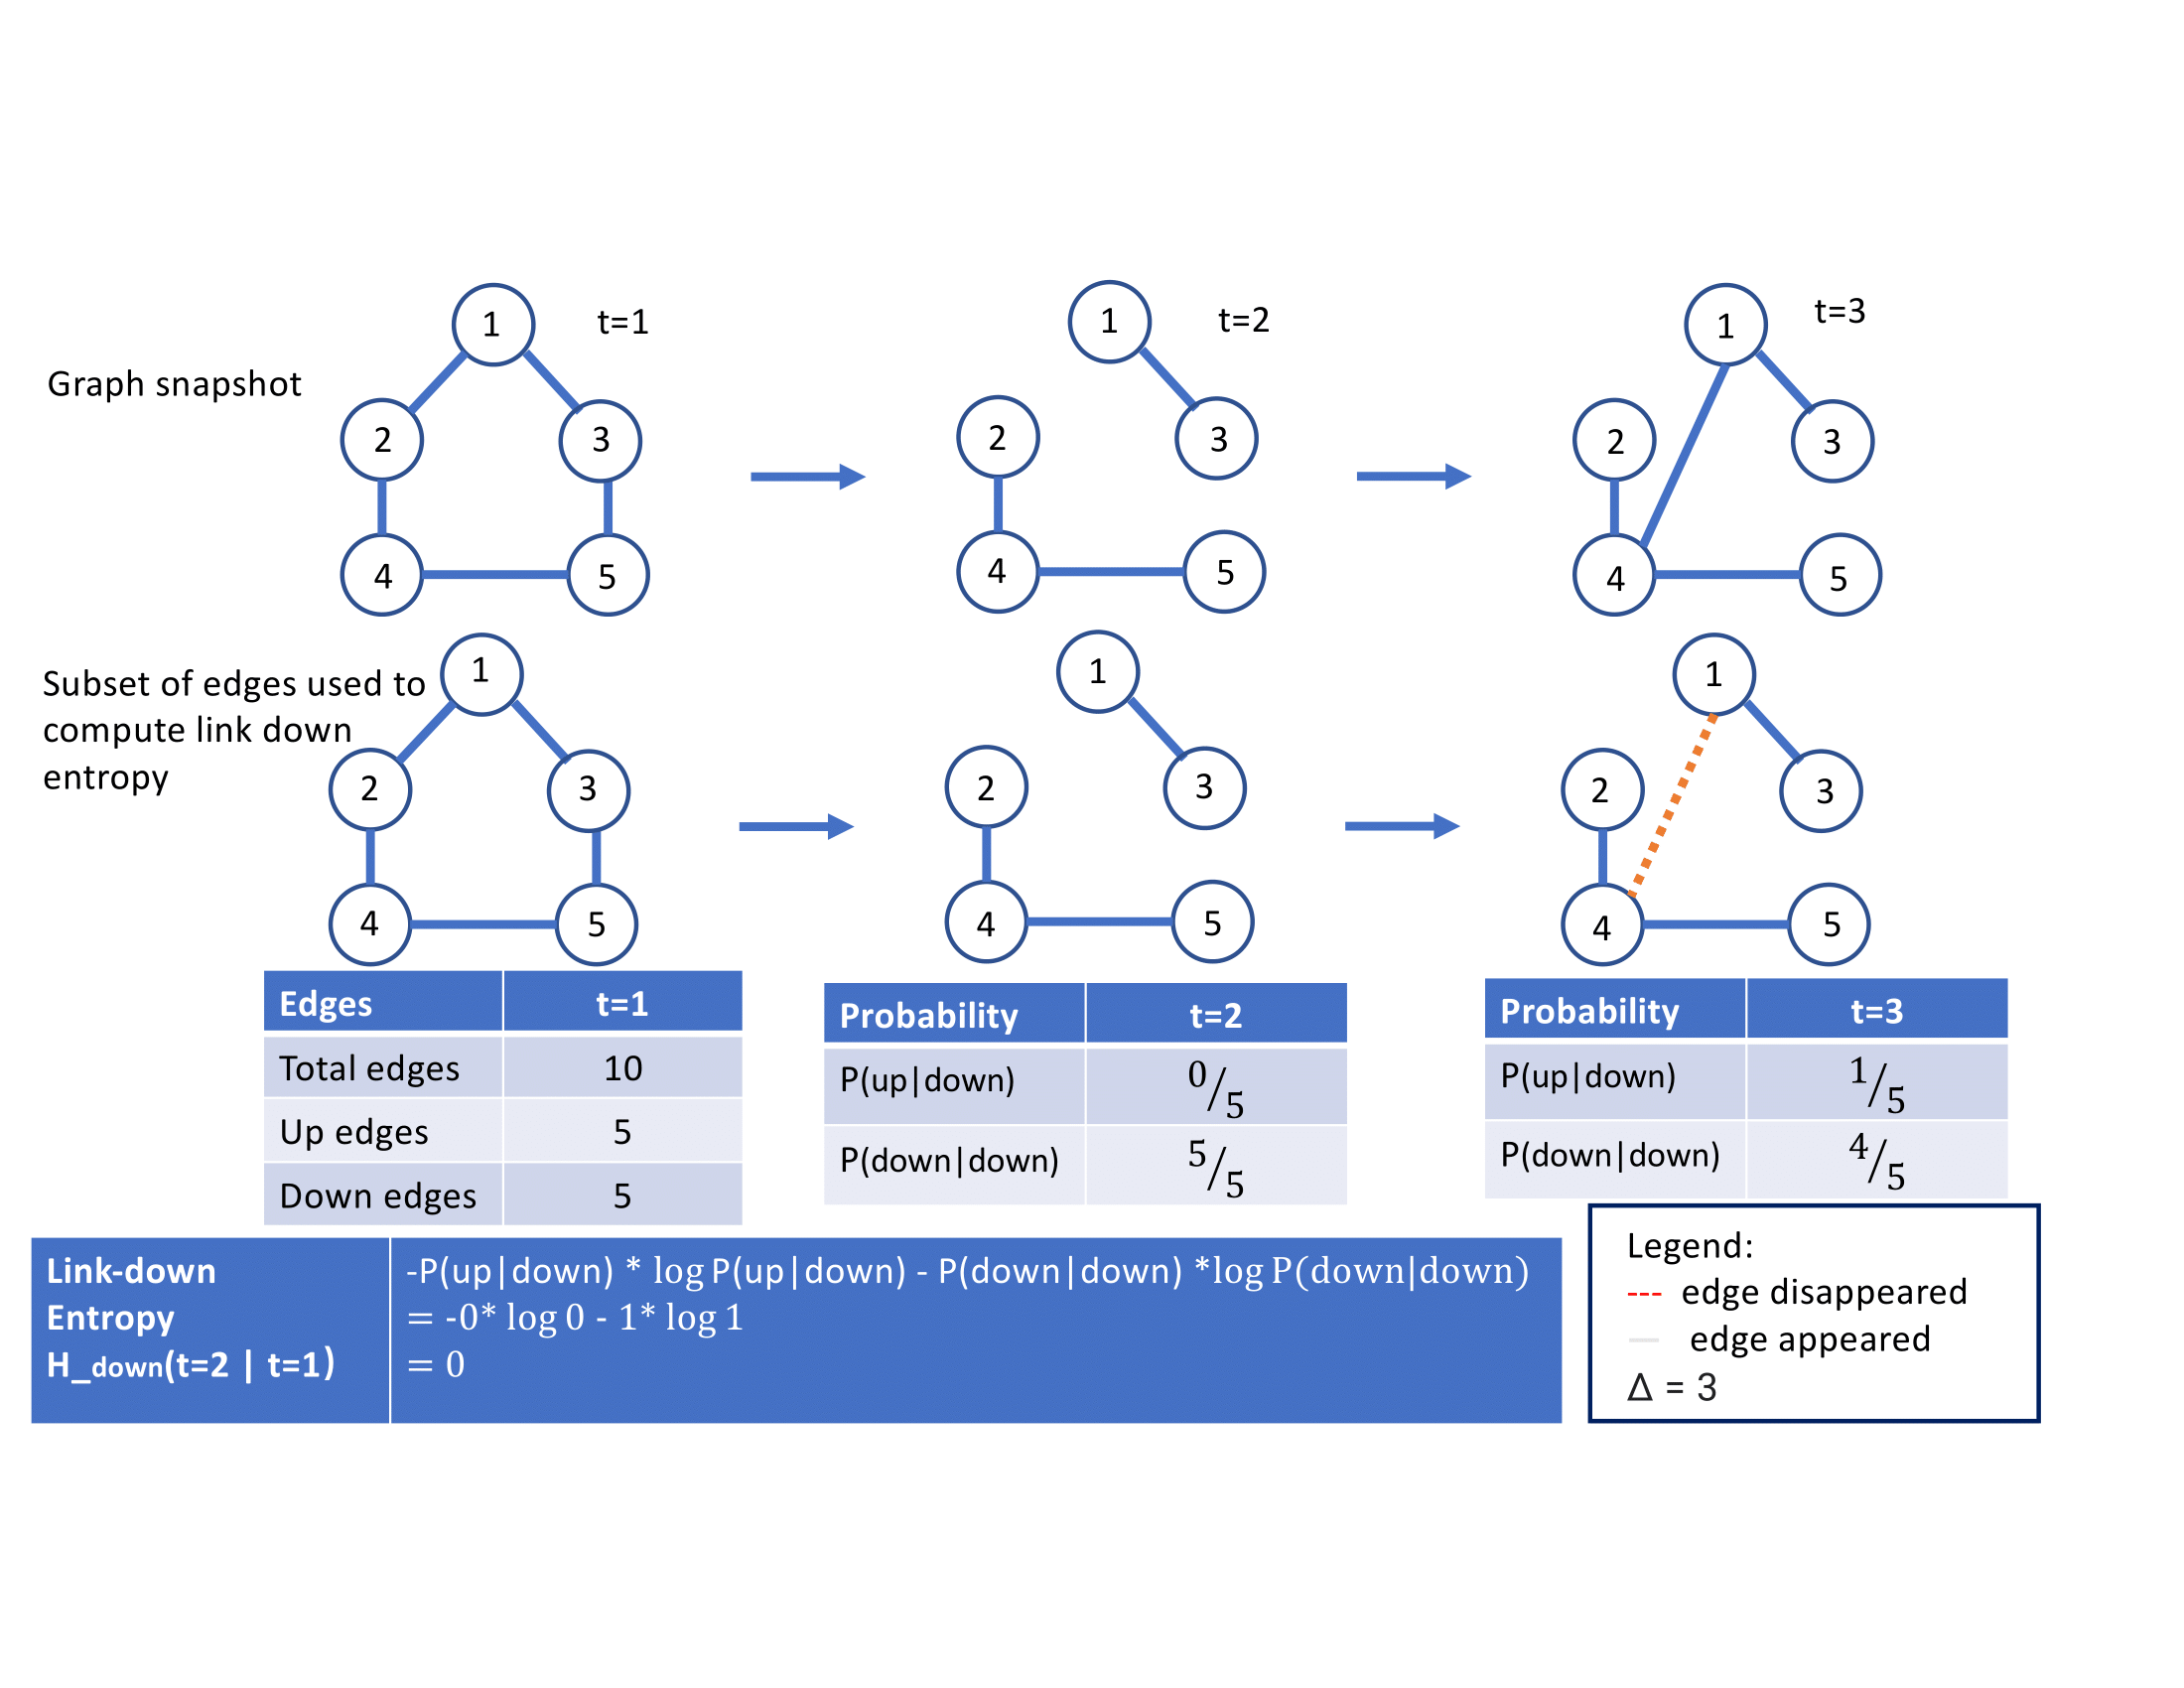 t=1
t=2
t=3
Graph snapshot
1
2
3
4
5
1
2
3
4
5
1
2
3
4
5
Subset of edges used to
compute link down
entropy
1
2
3
4
5
1
2
3
4
5
1
2
3
4
5
Edges t=1
Total edges 10
Up edges 5
Down edges 5
Probability t=2
P(up|down) 0/5
P(down|down) 5/5
Probability t=3
P(up|down) 1/5
P(down|down) 4/5
Link-down
Entropy
H_down(t=2 | t=1)
-P(up|down) * log P(up|down) - P(down|down) *log P(down|down)
= -0* log 0 - 1* log 1
= 0
Legend:
edge disappeared
edge appeared
Δ = 3